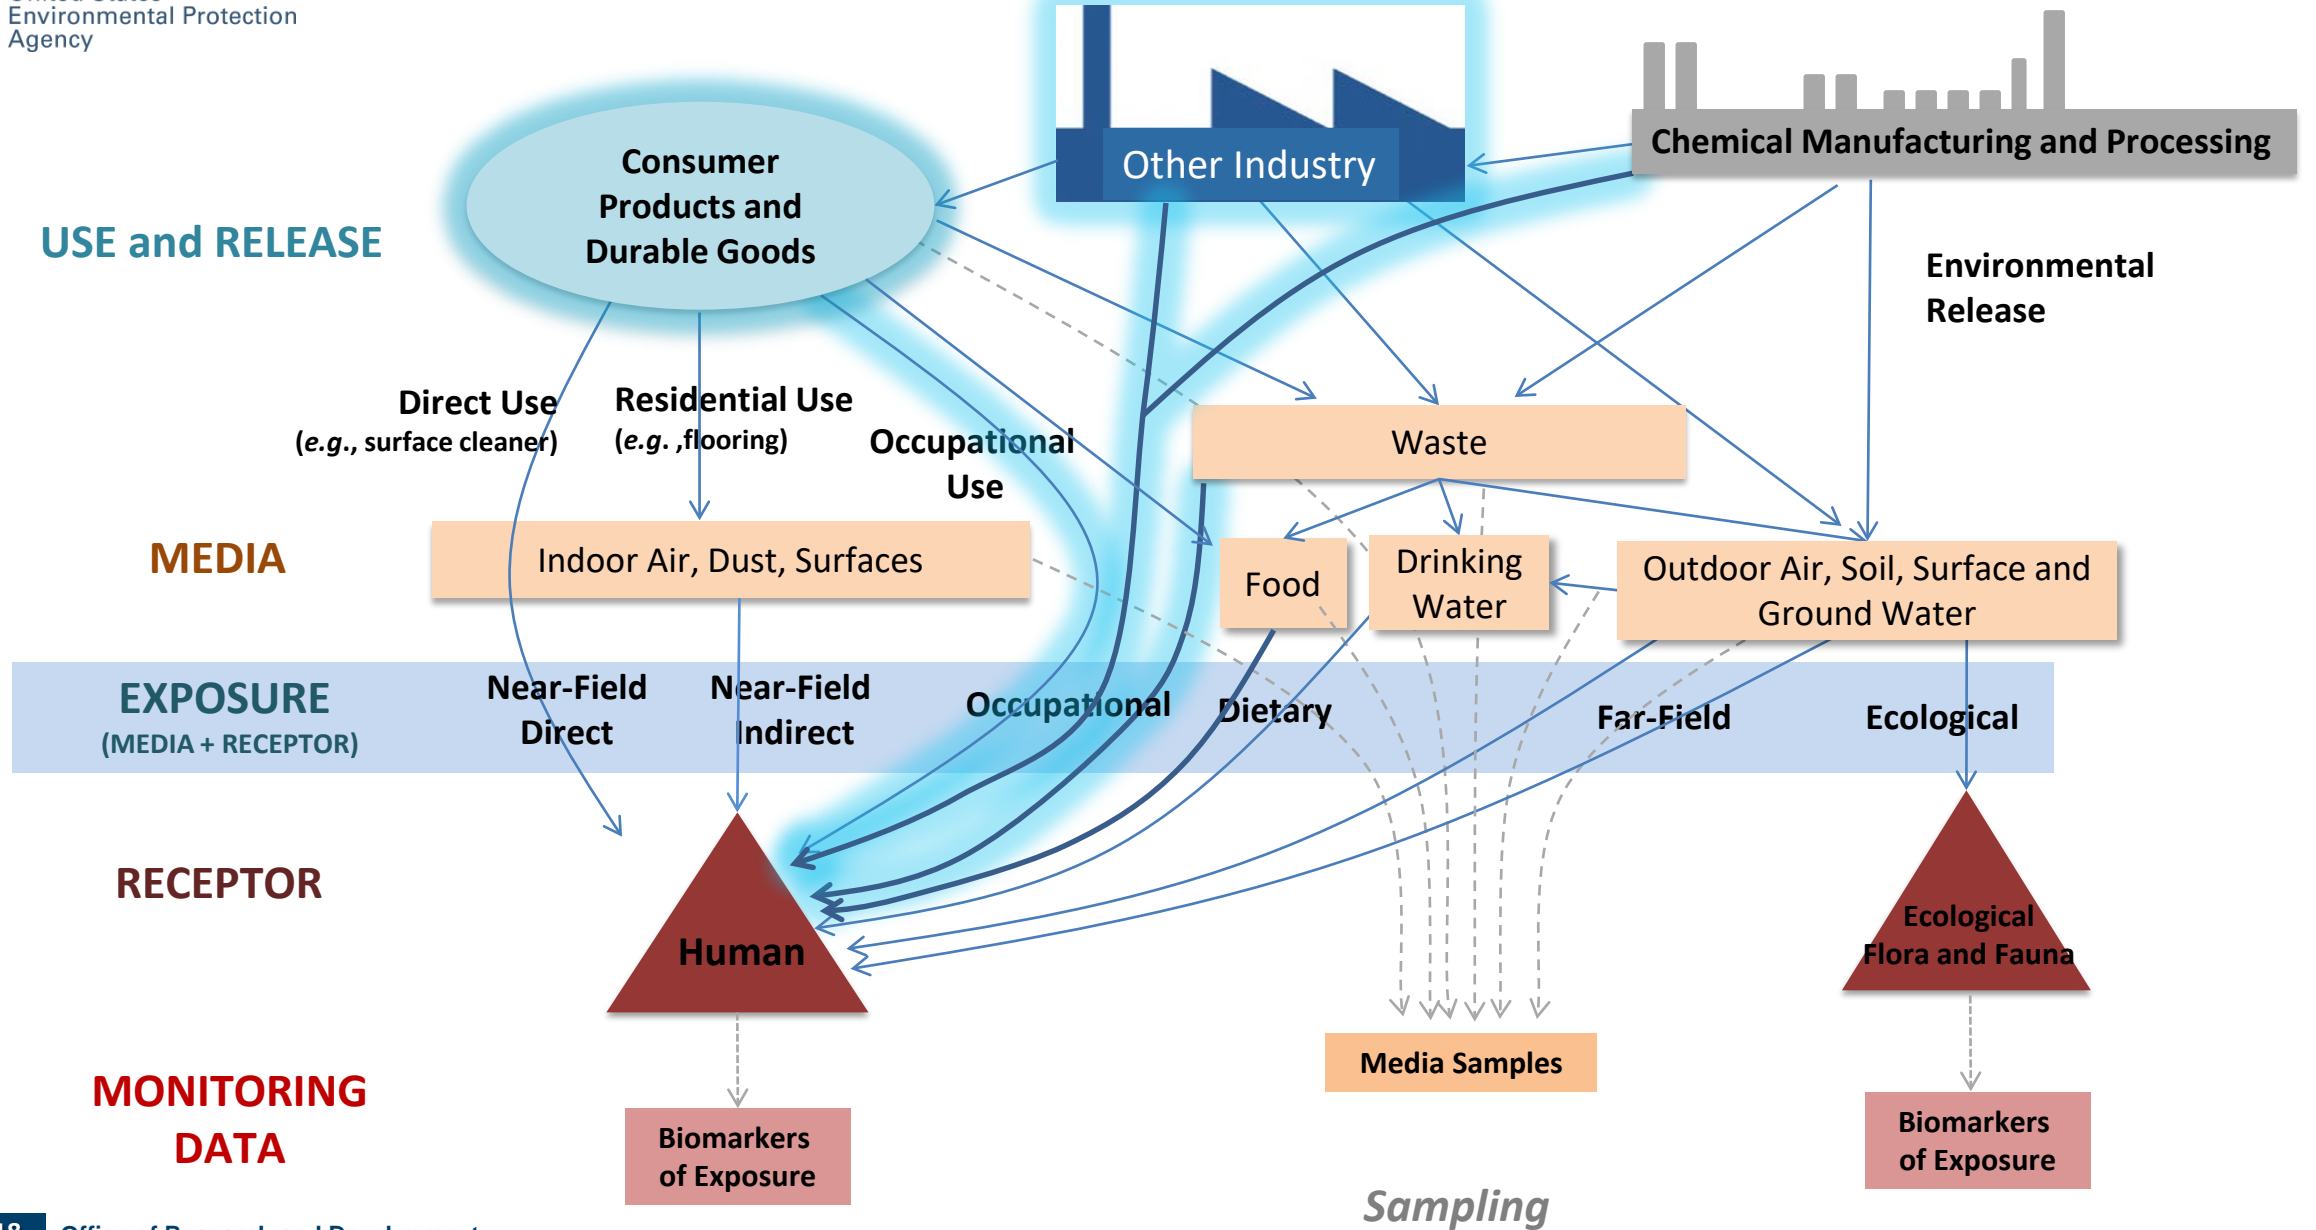 Environmental Protection
Agency
Other Industry
Chemical Manufacturing and Processing
Consumer
Products and
Durable Goods
USE and RELEASE
Environmental
Release
Direct Use
(e.g., surface cleaner)
Residential Use
(e.g. ,flooring)
Occupational
Use
Waste
MEDIA
Indoor Air, Dust, Surfaces
Food
Drinking
Water
Outdoor Air, Soil, Surface and
Ground Water
EXPOSURE
(MEDIA + RECEPTOR)
Near-Field
Direct
Near-Field
Indirect
Occupational
Dietary
Far-Field
Ecological
RECEPTOR
Human
Ecological
Flora and Fauna
Media Samples
MONITORING
DATA
Biomarkers
of Exposure
Biomarkers
of Exposure
Sampling